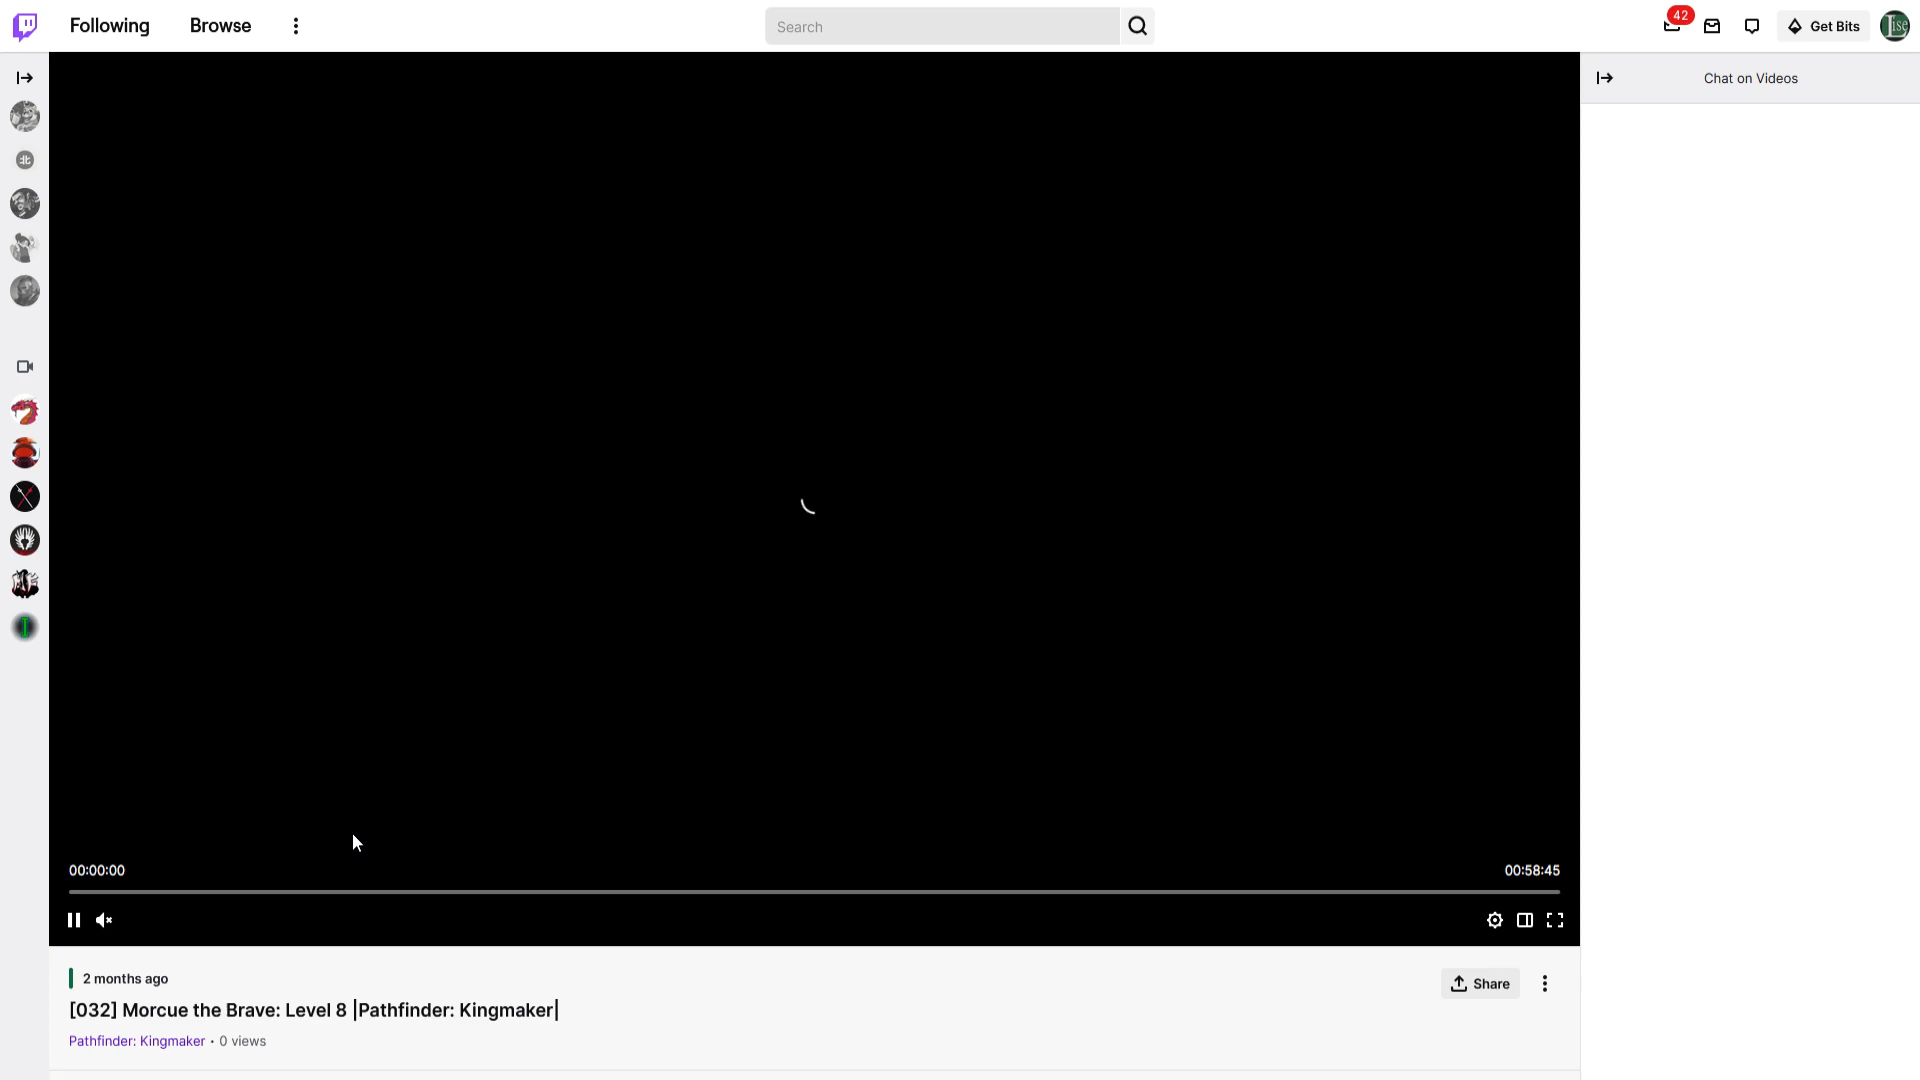 Following
Browse
Search
42
Get Bits
Lise
Chat on Videos
00:00:00
00:58:45
2 months ago
Share
[032] Morcue the Brave: Level 8 |Pathfinder: Kingmaker|
Pathfinder: Kingmaker • 0 views